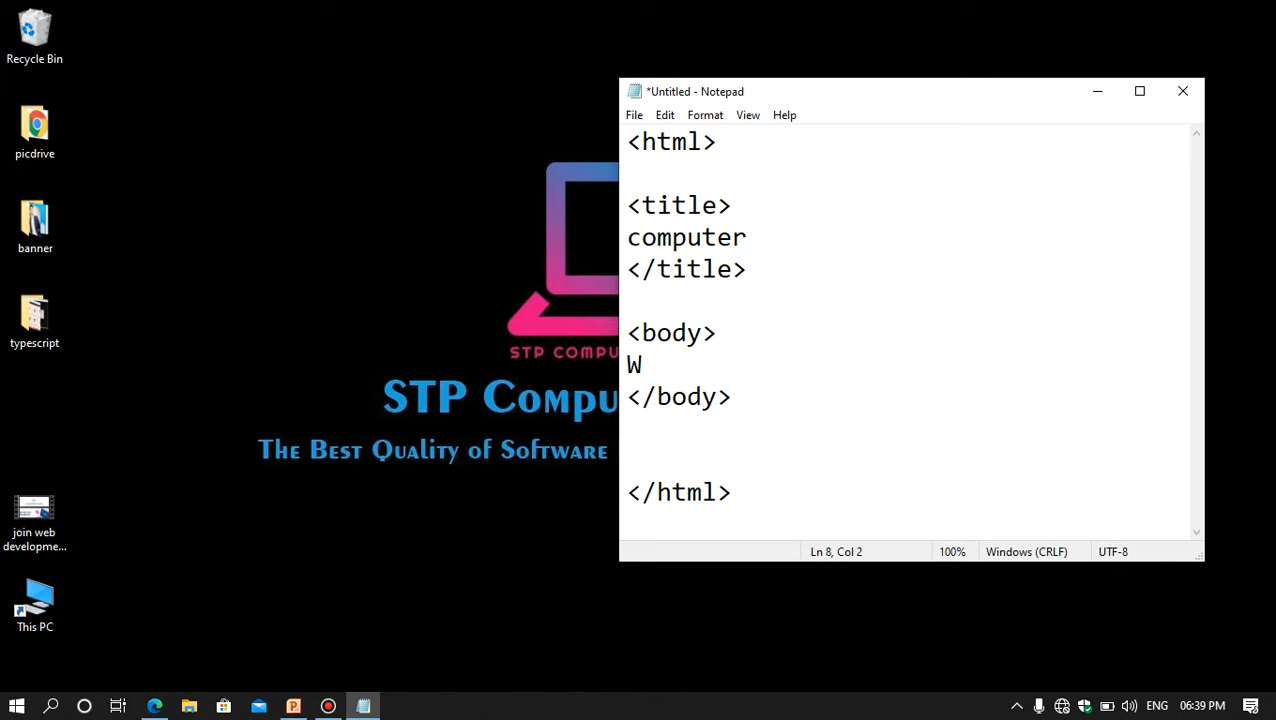 Recycle Bin
picdrive
banner
typescript
join web
developme...
This PC
STP COMPU
STP Compu
The Best Quality of Software
*Untitled - Notepad
File Edit Format View Help
<html>
<title>
computer
</title>
<body>
W
</body>
</html>
Ln 8, Col 2 100% Windows (CRLF) UTF-8
ENG 06:39 PM